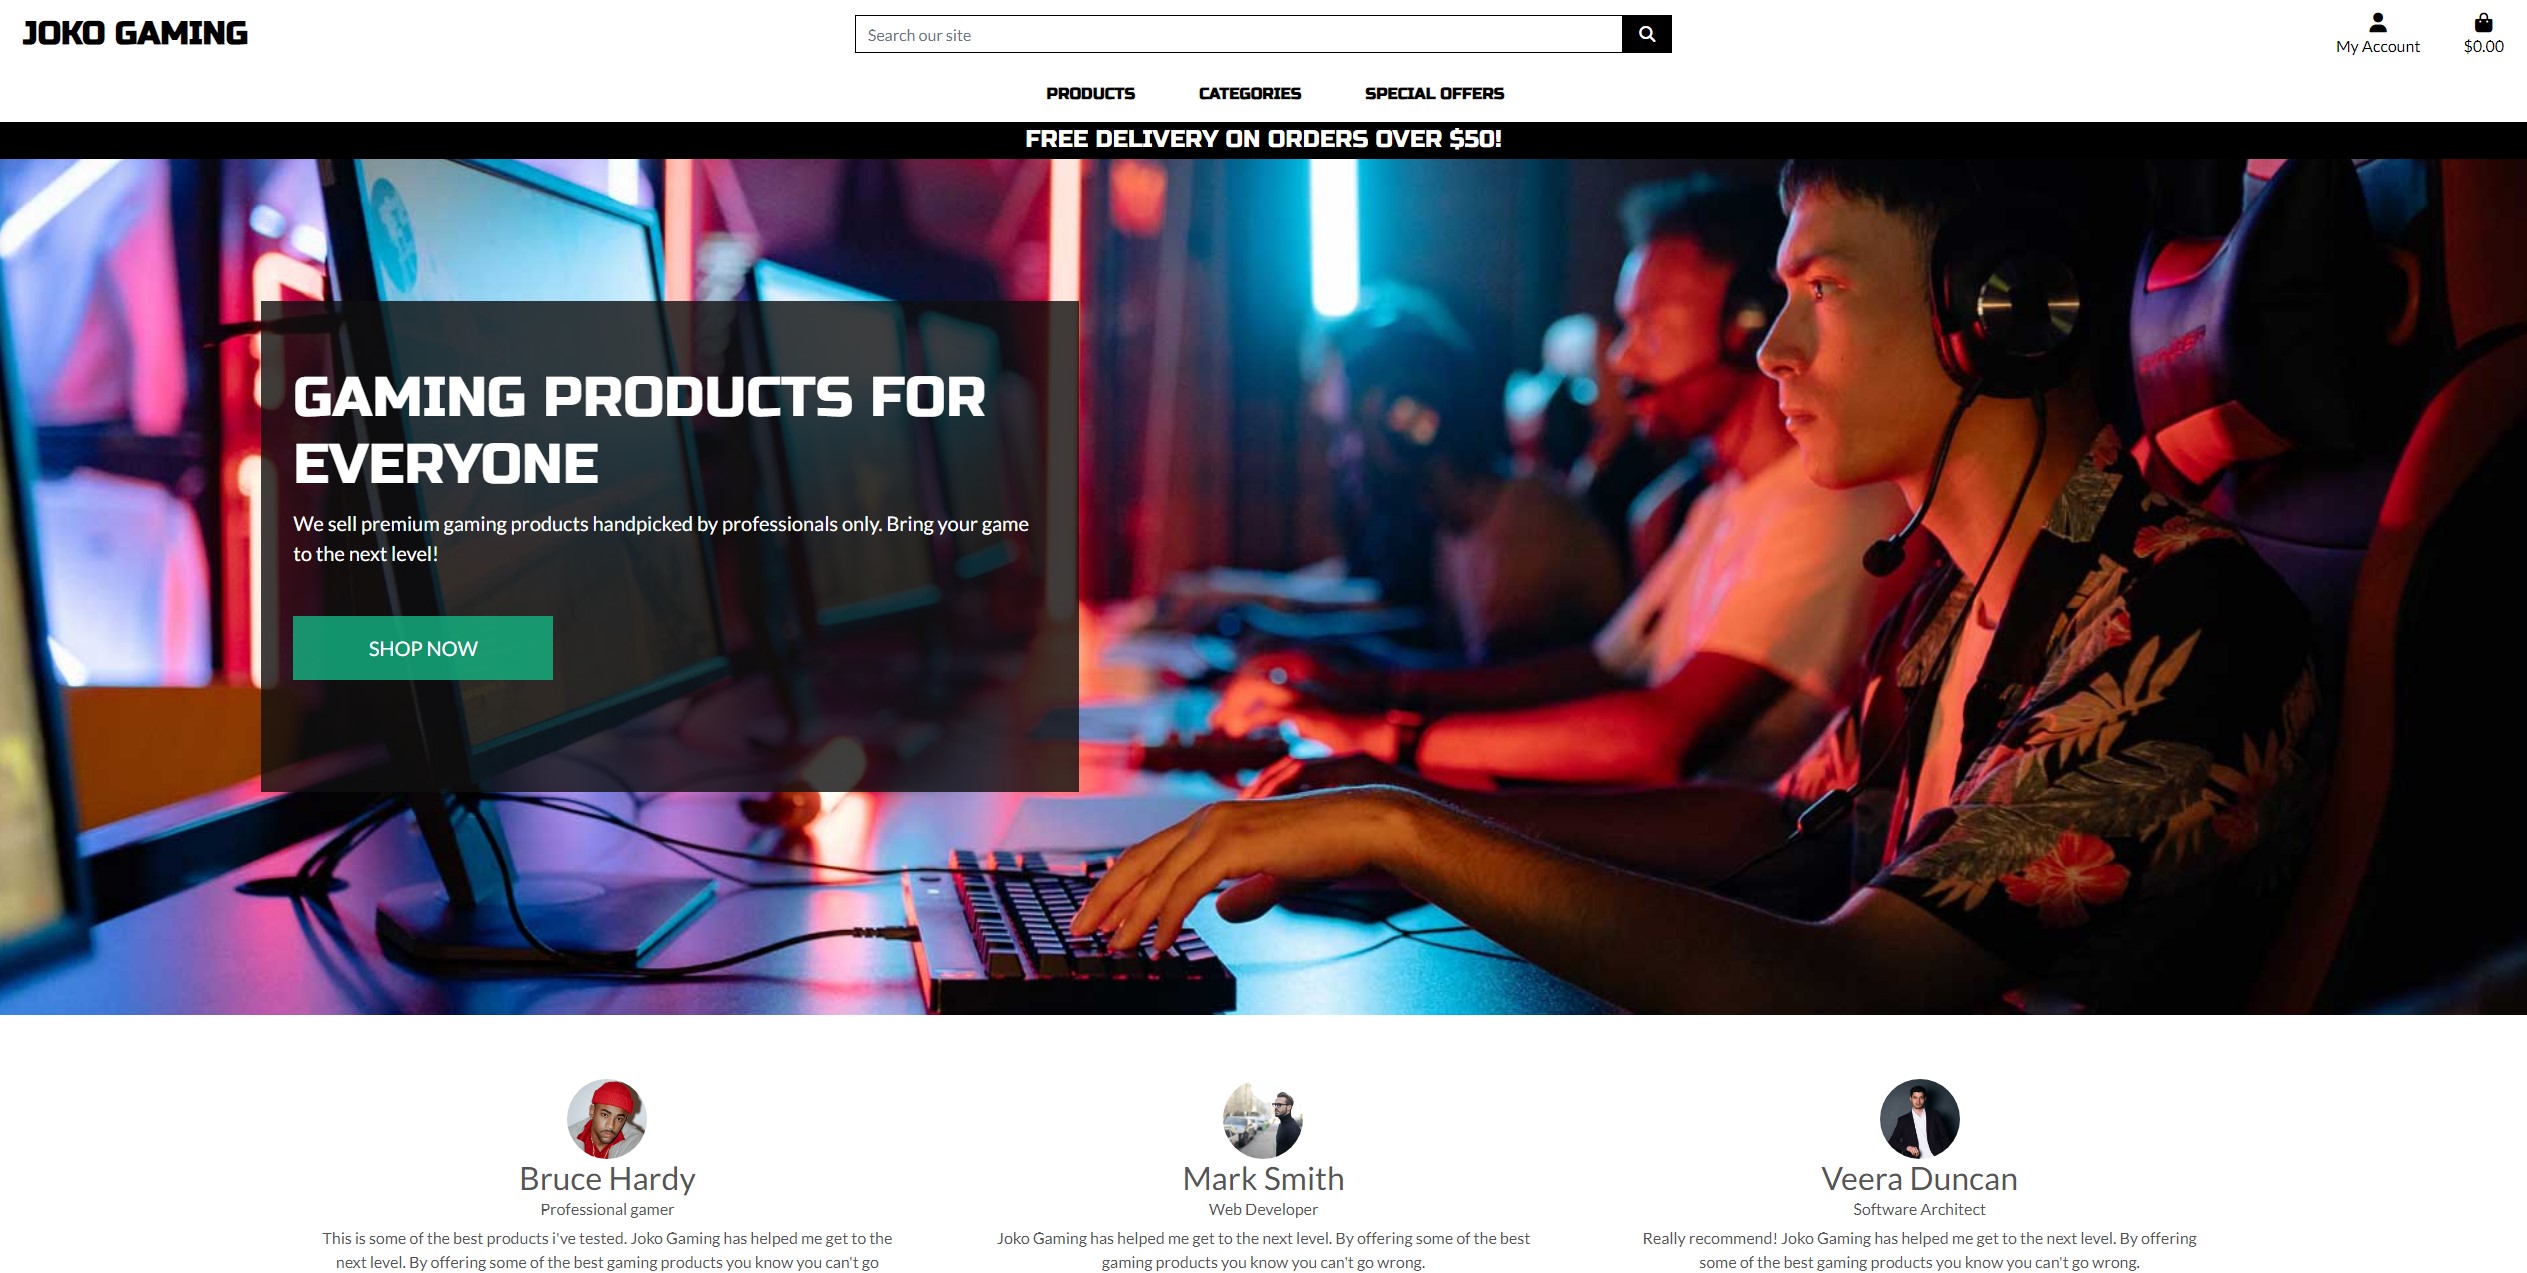 JOKO GAMING
Search our site
My Account
$0.00
PRODUCTS CATEGORIES SPECIAL OFFERS
FREE DELIVERY ON ORDERS OVER $50!
GAMING PRODUCTS FOR
EVERYONE
We sell premium gaming products handpicked by professionals only. Bring your game
to the next level!
SHOP NOW
Bruce Hardy
Professional gamer
This is some of the best products i've tested. Joko Gaming has helped me get to the
next level. By offering some of the best gaming products you know you can't go
Mark Smith
Web Developer
Joko Gaming has helped me get to the next level. By offering some of the best
gaming products you know you can't go wrong.
Veera Duncan
Software Architect
Really recommend! Joko Gaming has helped me get to the next level. By offering
some of the best gaming products you know you can't go wrong.